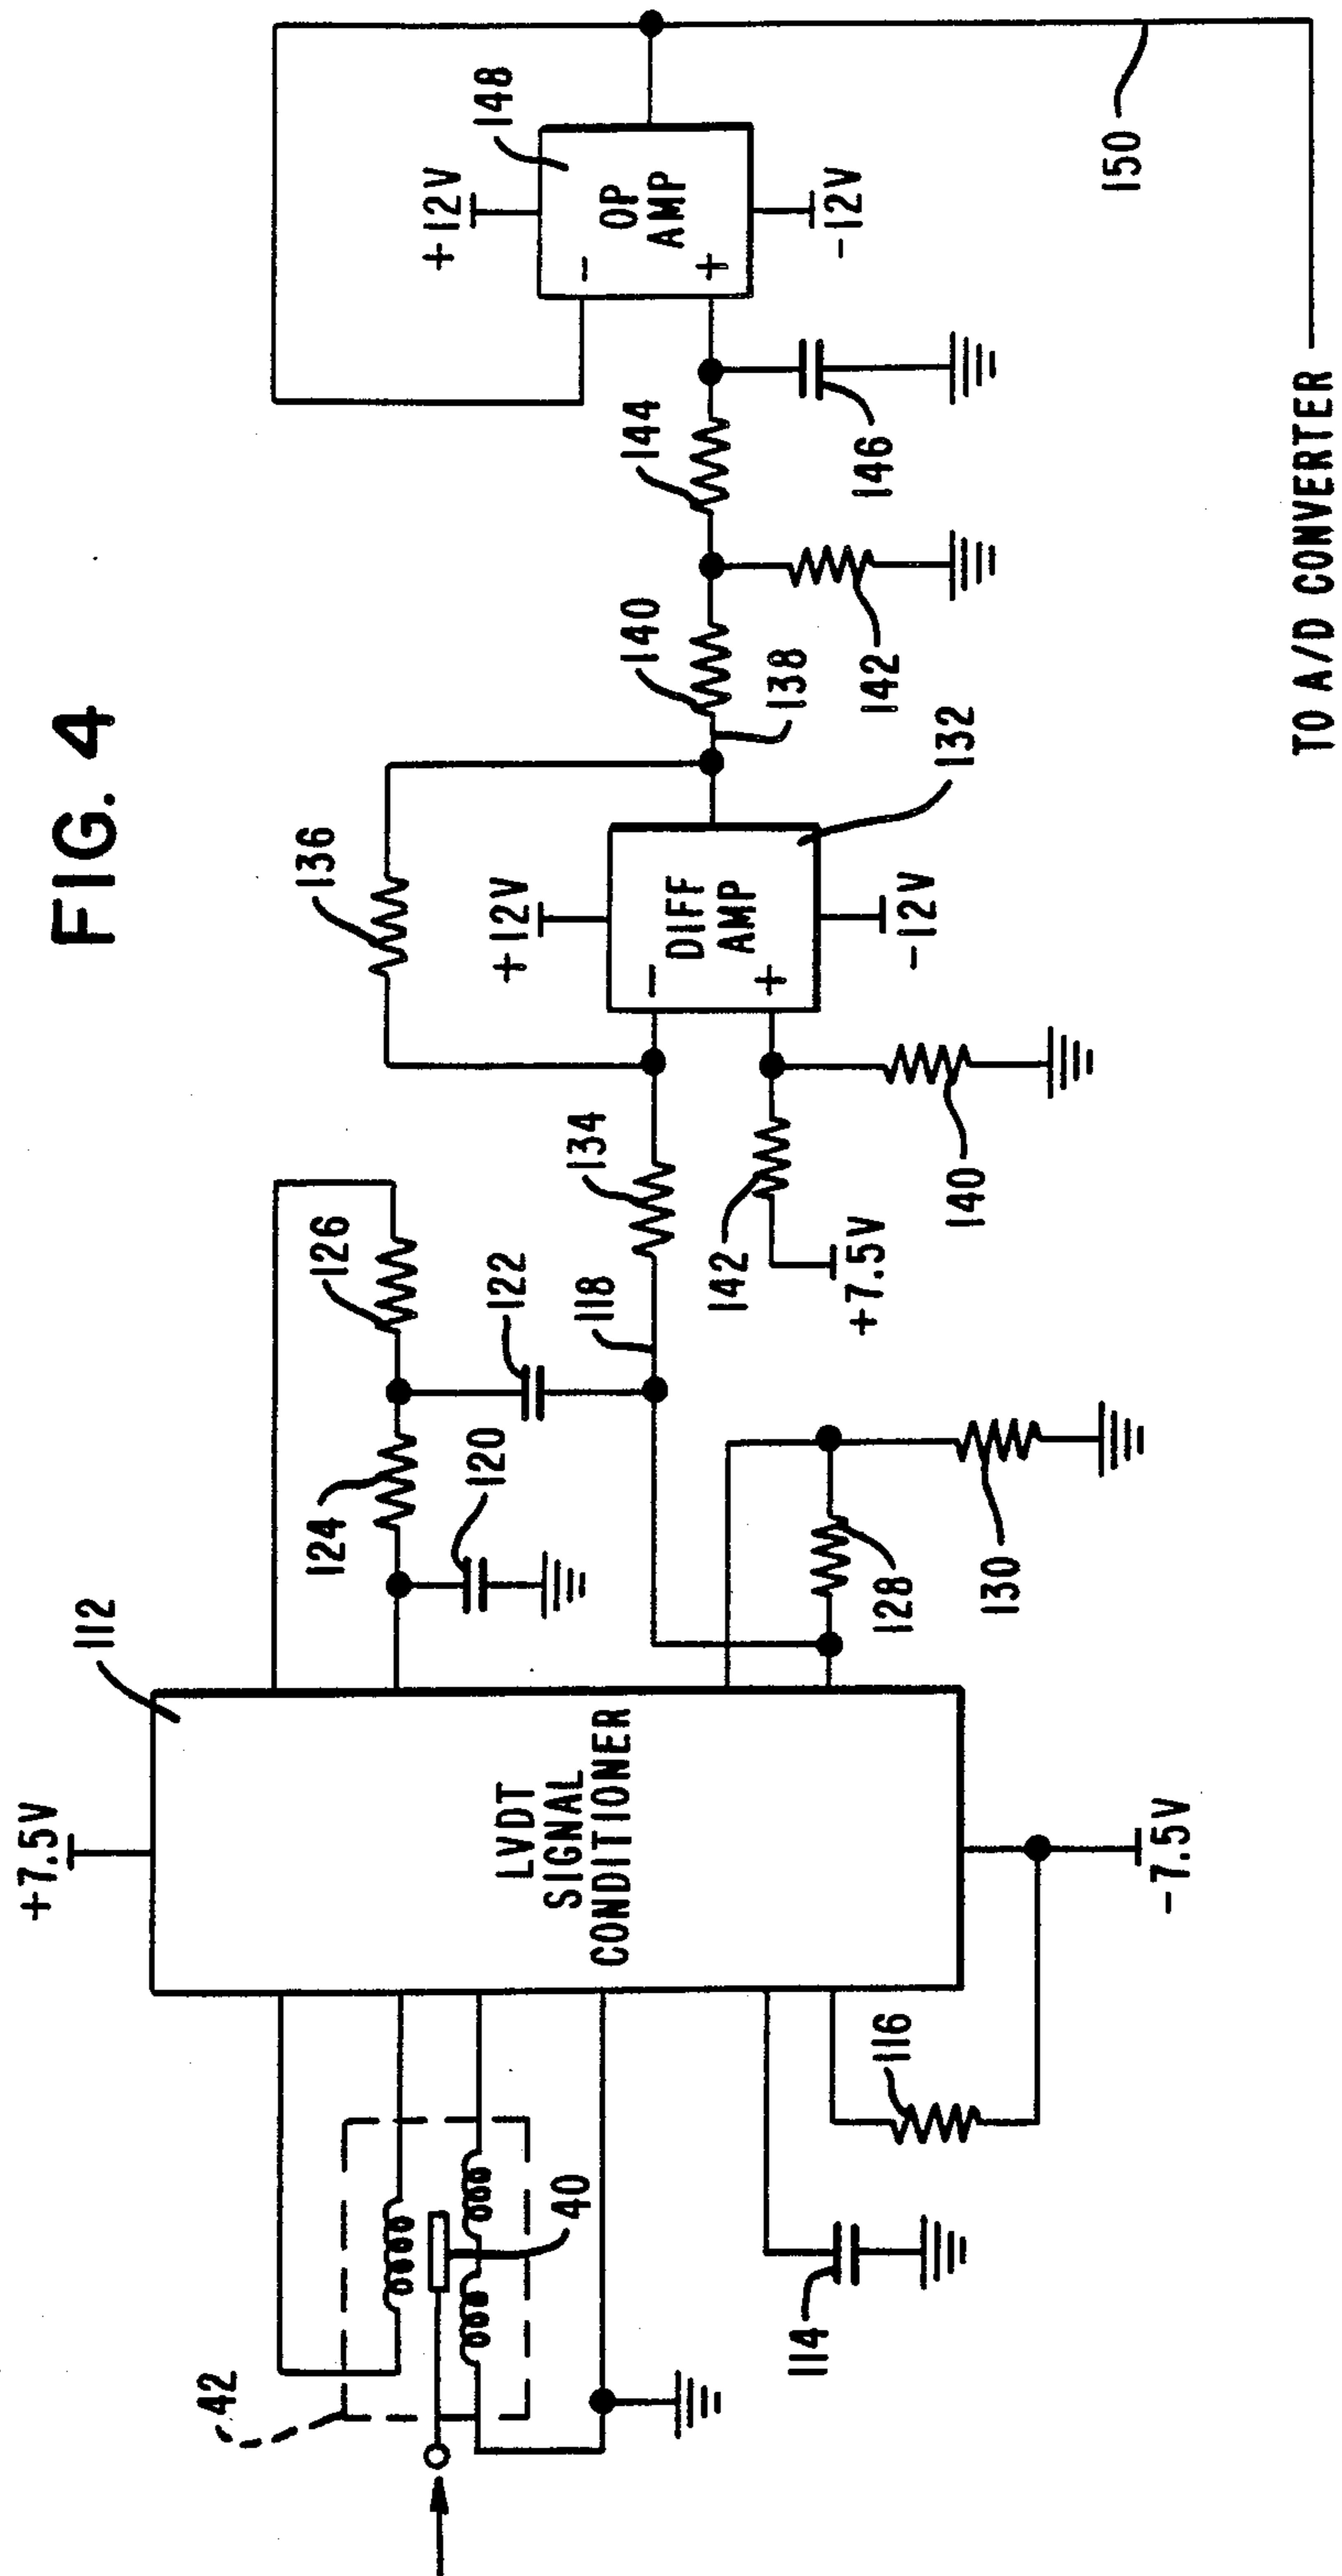 FIG. 4
+7.5V
112
LVDT
SIGNAL
CONDITIONER
-7.5V
42
40
114
116
124
126
120
122
118
128
130
134
136
+12V
DIFF
AMP
-
+
-12V
132
142
+7.5V
140
138
140
142
144
146
+12V
148
OP
AMP
-
+
-12V
150
TO A/D CONVERTER